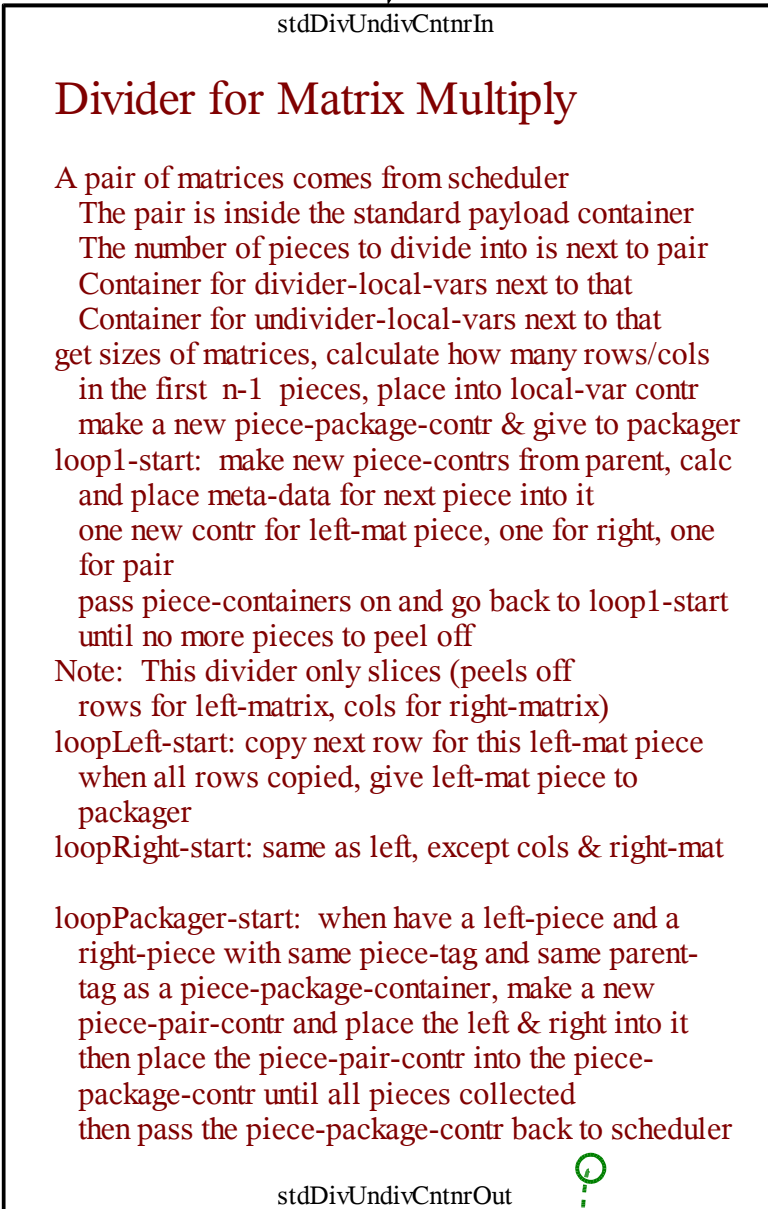 stdDivUndivCntnrIn
Divider for Matrix Multiply
A pair of matrices comes from scheduler
The pair is inside the standard payload container
The number of pieces to divide into is next to pair
Container for divider-local-vars next to that
Container for undivider-local-vars next to that
get sizes of matrices, calculate how many rows/cols
in the first n-1 pieces, place into local-var contr
make a new piece-package-contr & give to packager
loop1-start: make new piece-contrs from parent, calc
and place meta-data for next piece into it
one new contr for left-mat piece, one for right, one
for pair
pass piece-containers on and go back to loop1-start
until no more pieces to peel off
Note: This divider only slices (peels off
rows for left-matrix, cols for right-matrix)
loopLeft-start: copy next row for this left-mat piece
when all rows copied, give left-mat piece to
packager
loopRight-start: same as left, except cols & right-mat
loopPackager-start: when have a left-piece and a
right-piece with same piece-tag and same parent-
tag as a piece-package-container, make a new
piece-pair-contr and place the left & right into it
then place the piece-pair-contr into the piece-
package-contr until all pieces collected
then pass the piece-package-contr back to scheduler
stdDivUndivCntnrOut